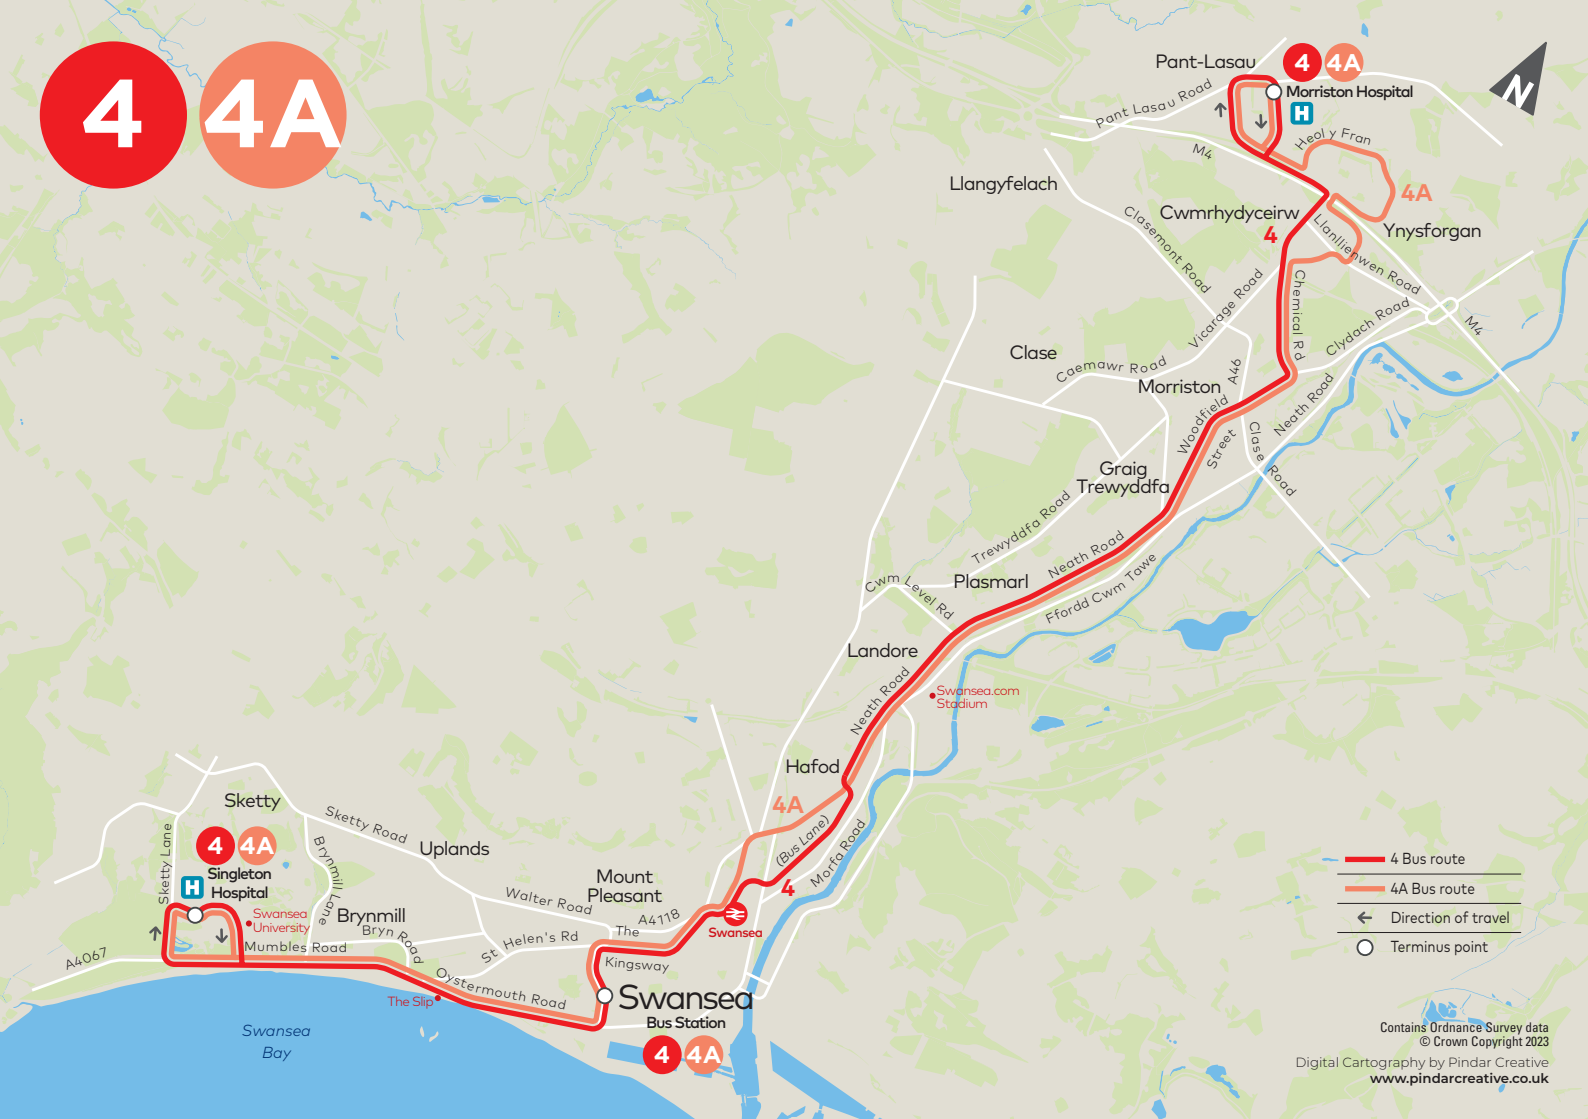 4 4A
Pant-Lasau
4 4A
N
Morriston Hospital
H
Pant Lasau Road
Heol y Fran
M4
Llangyfelach
4A
Cwmrhydyceirw
4
Ynysforgan
Clasemont Road
Llanllienwen Road
Vicarage Road
Chemical Rd
Clydach Road
M4
Clase
Caemawr Road
A46
Morriston
Neath Road
Woodfield
Street
Clase Road
Graig
Trewyddfa
Trewyddfa Road
Neath Road
Plasmarl
Cwm Level Rd
Ffordd Cwm Tawe
Landore
Neath Road
Swansea.com
Stadium
Hafod
4A
(Bus Lane)
Morfa Road
4
Sketty
Sketty Road
Sketty Lane
4 4A
Brynmill Lane
Uplands
H
Singleton
Hospital
Mount
Pleasant
Walter Road
A4118
Swansea
University
Brynmill
Bryn Road
The
Swansea
St Helen's Rd
Kingsway
Mumbles Road
A4067
Oystermouth Road
The Slip
Swansea
Bus Station
4 4A
Swansea
Bay
4 Bus route
4A Bus route
Direction of travel
Terminus point
Contains Ordnance Survey data
© Crown Copyright 2023
Digital Cartography by Pindar Creative
www.pindarcreative.co.uk